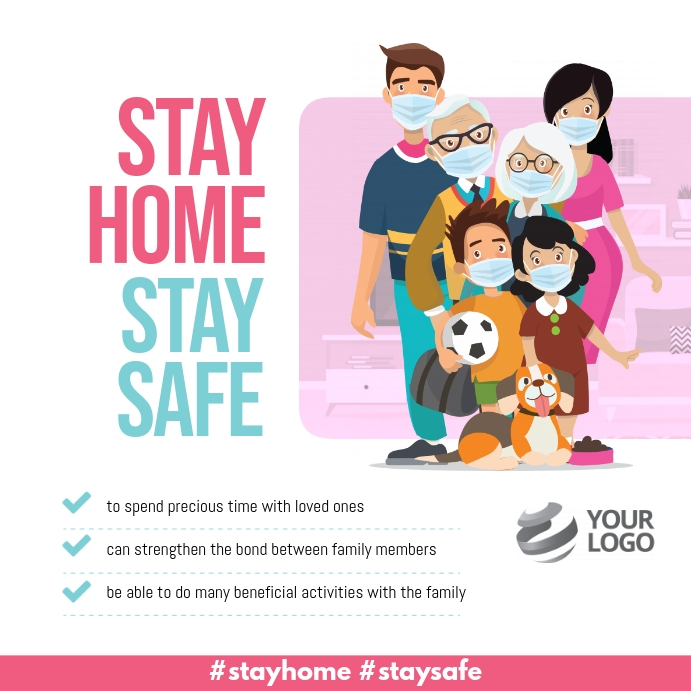 STAY
HOME
STAY
SAFE
to spend precious time with loved ones
can strengthen the bond between family members
be able to do many beneficial activities with the family
YOUR
LOGO
#stayhome #staysafe